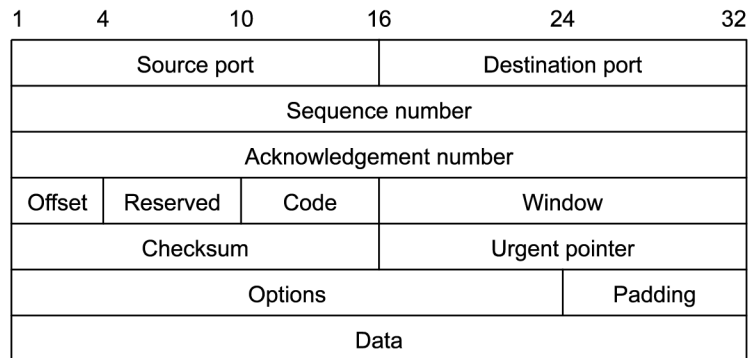 1 4 10 16 24 32
Source port Destination port
Sequence number
Acknowledgement number
Offset Reserved Code Window
Checksum Urgent pointer
Options Padding
Data